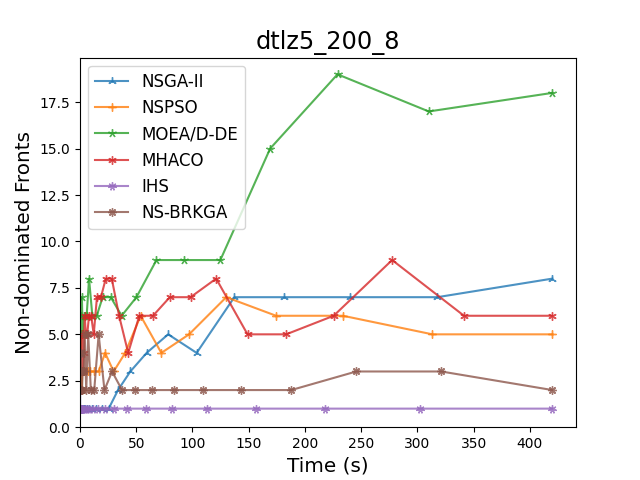 dtlz5_200_8
Non-dominated Fronts
17.5
15.0
12.5
10.0
7.5
5.0
2.5
0.0
NSGA-II
NSPSO
MOEA/D-DE
MHACO
IHS
NS-BRKGA
0 50 100 150 200 250 300 350 400
Time (s)